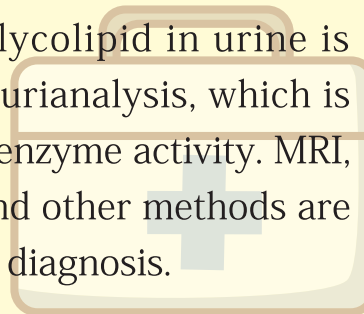 lycolipid in urine is
urianalysis, which is
enzyme activity. MRI,
nd other methods are
diagnosis.